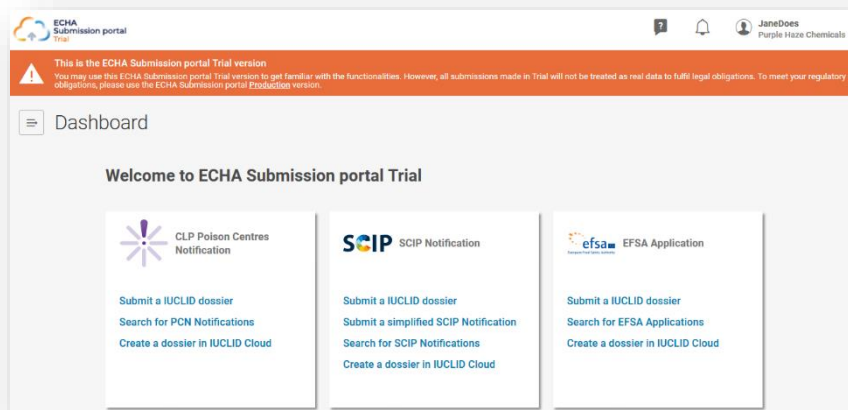 ECHA
Submission portal
Trial
JaneDoes
Purple Haze Chemicals
This is the ECHA Submission portal Trial version
You may use this ECHA Submission portal Trial version to get familiar with the functionalities. However, all submissions made in Trial will not be treated as real data to fulfil legal obligations. To meet your regulatory
obligations, please use the ECHA Submission portal Production version.
Dashboard
Welcome to ECHA Submission portal Trial
CLP Poison Centres
Notification
Submit a IUCLID dossier
Search for PCN Notifications
Create a dossier in IUCLID Cloud
SCIP SCIP Notification
Submit a IUCLID dossier
Submit a simplified SCIP Notification
Search for SCIP Notifications
Create a dossier in IUCLID Cloud
efsa EFSA Application
Submit a IUCLID dossier
Search for EFSA Applications
Create a dossier in IUCLID Cloud